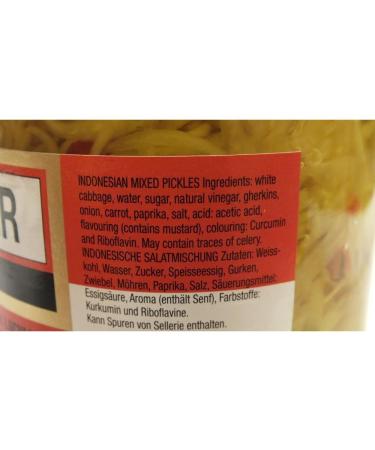 R
INDONESIAN MIXED PICKLES Ingredients: white
cabbage, water, sugar, natural vinegar, gherkins,
onion, carrot, paprika, salt, acid: acetic acid,
flavouring (contains mustard), colouring: Curcumin
and Riboflavin. May contain traces of celery.
INDONESISCHE SALATMISCHUNG Zutaten: Weiss-
kohl, Wasser, Zucker, Speisseessig, Gurken,
Zwiebel, Möhren, Paprika, Salz, Säuerungsmittel:
Essigsäure, Aroma (enthält Senf), Farbstoffe:
Kurkumin und Riboflavine.
Kann Spuren von Sellerie enthalten.